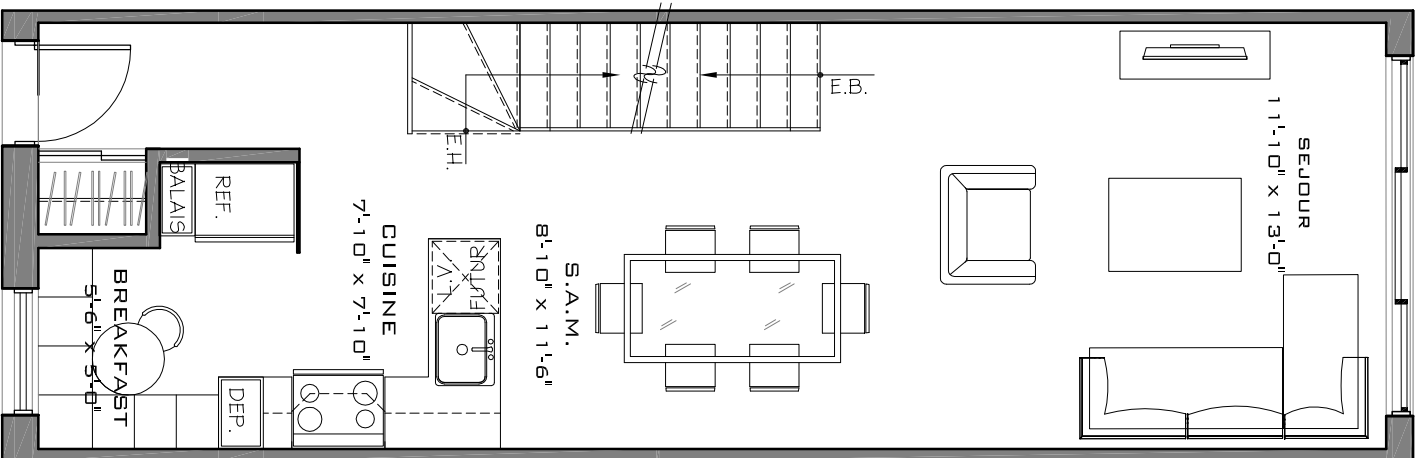 E.B.
E.H.
SEJOUR
11'-10" x 13'-0"
BALAIS
REF.
CUISINE
7'-10" x 7'-10"
S.A.M.
8'-10" x 11'-6"
L.V.
FUTUR
BREAKFAST
5'-6" x 5'-8"
DEP.